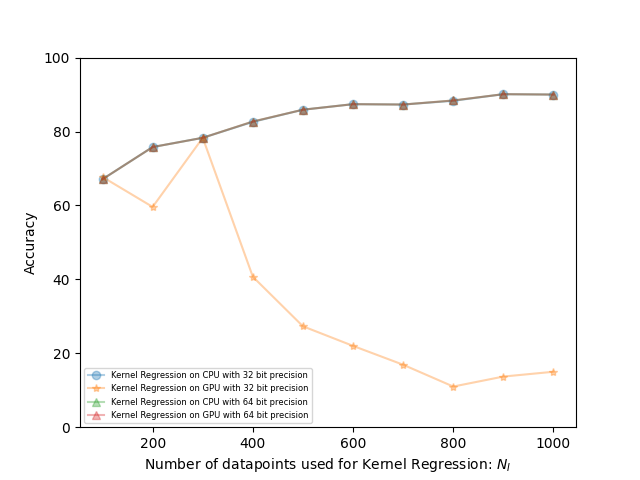 100
80
60
40
20
0
Accuracy
Kernel Regression on CPU with 32 bit precision
Kernel Regression on GPU with 32 bit precision
Kernel Regression on CPU with 64 bit precision
Kernel Regression on GPU with 64 bit precision
200 400 600 800 1000
Number of datapoints used for Kernel Regression: N_l